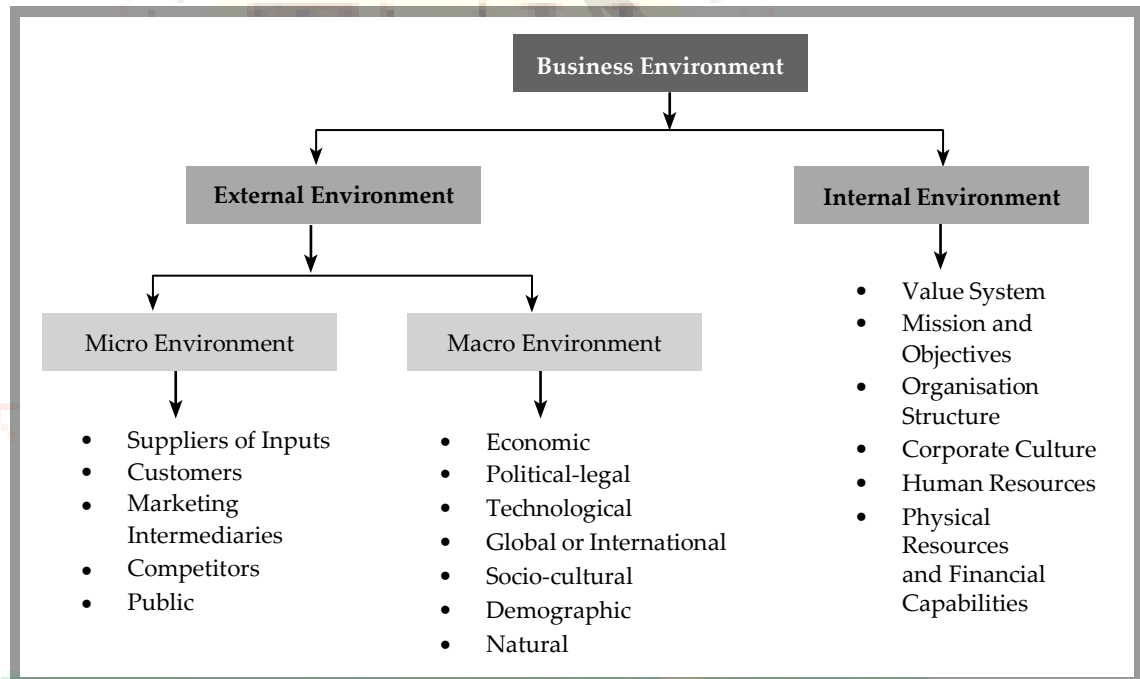 Business Environment
External Environment
Internal Environment
Micro Environment
Macro Environment
• Suppliers of Inputs
• Customers
• Marketing
Intermediaries
• Competitors
• Public
• Economic
• Political-legal
• Technological
• Global or International
• Socio-cultural
• Demographic
• Natural
• Value System
• Mission and
Objectives
• Organisation
Structure
• Corporate Culture
• Human Resources
• Physical
Resources
and Financial
Capabilities